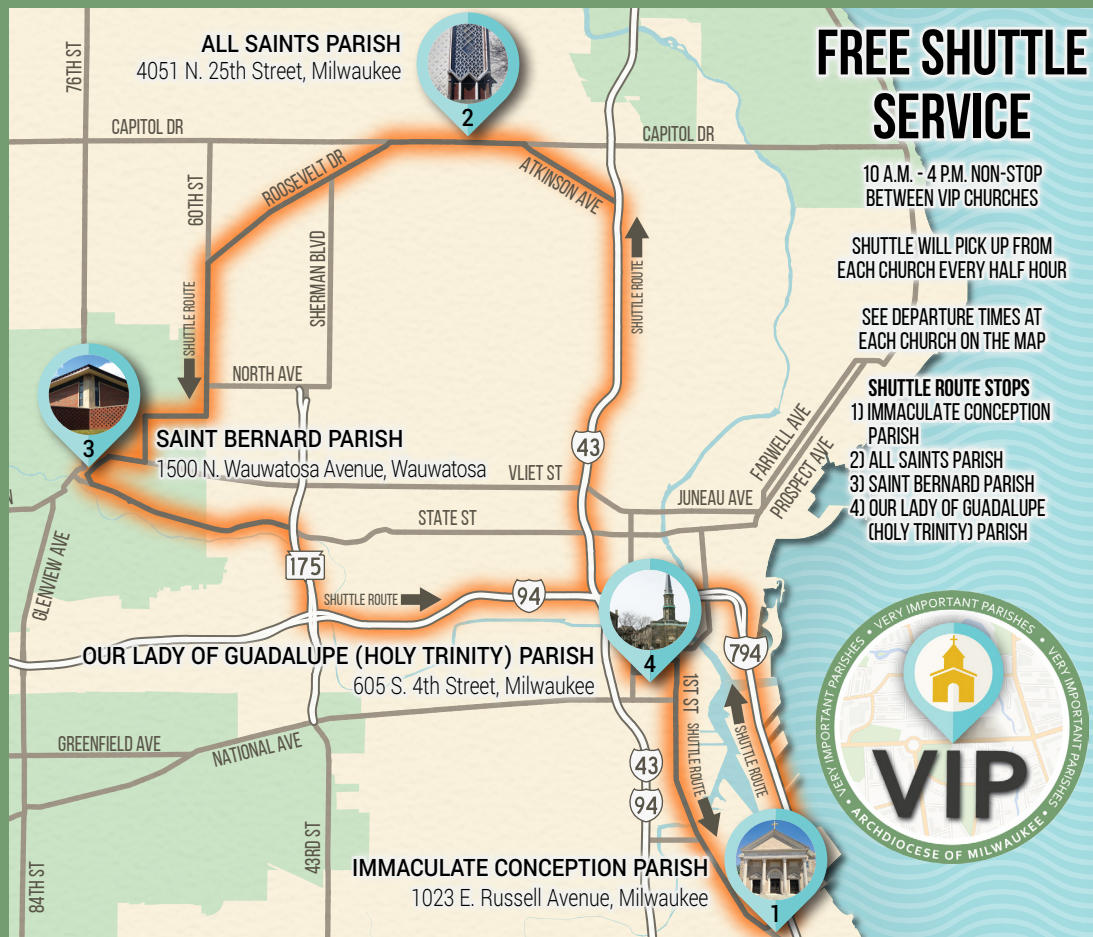 FREE SHUTTLE
SERVICE
10 A.M. - 4 P.M. NON-STOP
BETWEEN VIP CHURCHES
SHUTTLE WILL PICK UP FROM
EACH CHURCH EVERY HALF HOUR
SEE DEPARTURE TIMES AT
EACH CHURCH ON THE MAP
SHUTTLE ROUTE STOPS
1) IMMACULATE CONCEPTION
PARISH
2) ALL SAINTS PARISH
3) SAINT BERNARD PARISH
4) OUR LADY OF GUADALUPE
(HOLY TRINITY) PARISH
ALL SAINTS PARISH
4051 N. 25th Street, Milwaukee
2
76TH ST
CAPITOL DR
CAPITOL DR
ROOSEVELT DR
ATKINSON AVE
60TH ST
SHERMAN BLVD
SHUTTLE ROUTE
SHUTTLE ROUTE
NORTH AVE
3
SAINT BERNARD PARISH
1500 N. Wauwatosa Avenue, Wauwatosa
43
FARWELL AVE
PROSPECT AVE
VLIET ST
JUNEAU AVE
N
STATE ST
GLENVIEW AVE
175
SHUTTLE ROUTE
94
794
OUR LADY OF GUADALUPE (HOLY TRINITY) PARISH
605 S. 4th Street, Milwaukee
4
1ST ST
SHUTTLE ROUTE
SHUTTLE ROUTE
GREENFIELD AVE
NATIONAL AVE
43
94
84TH ST
43RD ST
IMMACULATE CONCEPTION PARISH
1023 E. Russell Avenue, Milwaukee
1
VERY IMPORTANT PARISHES • VERY IMPORTANT PARISHES • VERY IMPORTANT PARISHES •
VIP
ARCHDIOCESE OF MILWAUKEE •